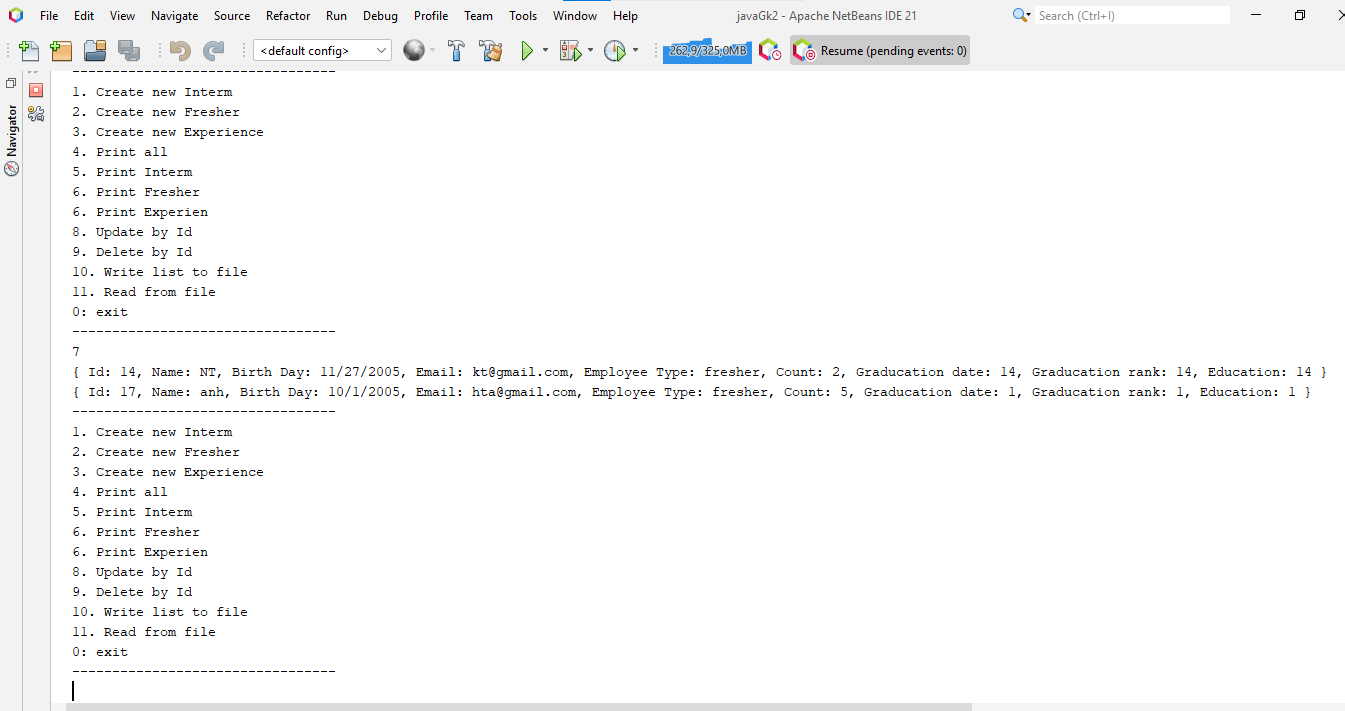 File Edit View Navigate Source Refactor Run Debug Profile Team Tools Window Help javaGk2 - Apache NetBeans IDE 21 Search (Ctrl+I)
<default config> 262,9/325,0MB Resume (pending events: 0)
Navigator
---------------------------------
1. Create new Interm
2. Create new Fresher
3. Create new Experience
4. Print all
5. Print Interm
6. Print Fresher
6. Print Experien
8. Update by Id
9. Delete by Id
10. Write list to file
11. Read from file
0: exit
---------------------------------
7
{ Id: 14, Name: NT, Birth Day: 11/27/2005, Email: kt@gmail.com, Employee Type: fresher, Count: 2, Graducation date: 14, Graducation rank: 14, Education: 14 }
{ Id: 17, Name: anh, Birth Day: 10/1/2005, Email: hta@gmail.com, Employee Type: fresher, Count: 5, Graducation date: 1, Graducation rank: 1, Education: 1 }
---------------------------------
1. Create new Interm
2. Create new Fresher
3. Create new Experience
4. Print all
5. Print Interm
6. Print Fresher
6. Print Experien
8. Update by Id
9. Delete by Id
10. Write list to file
11. Read from file
0: exit
---------------------------------